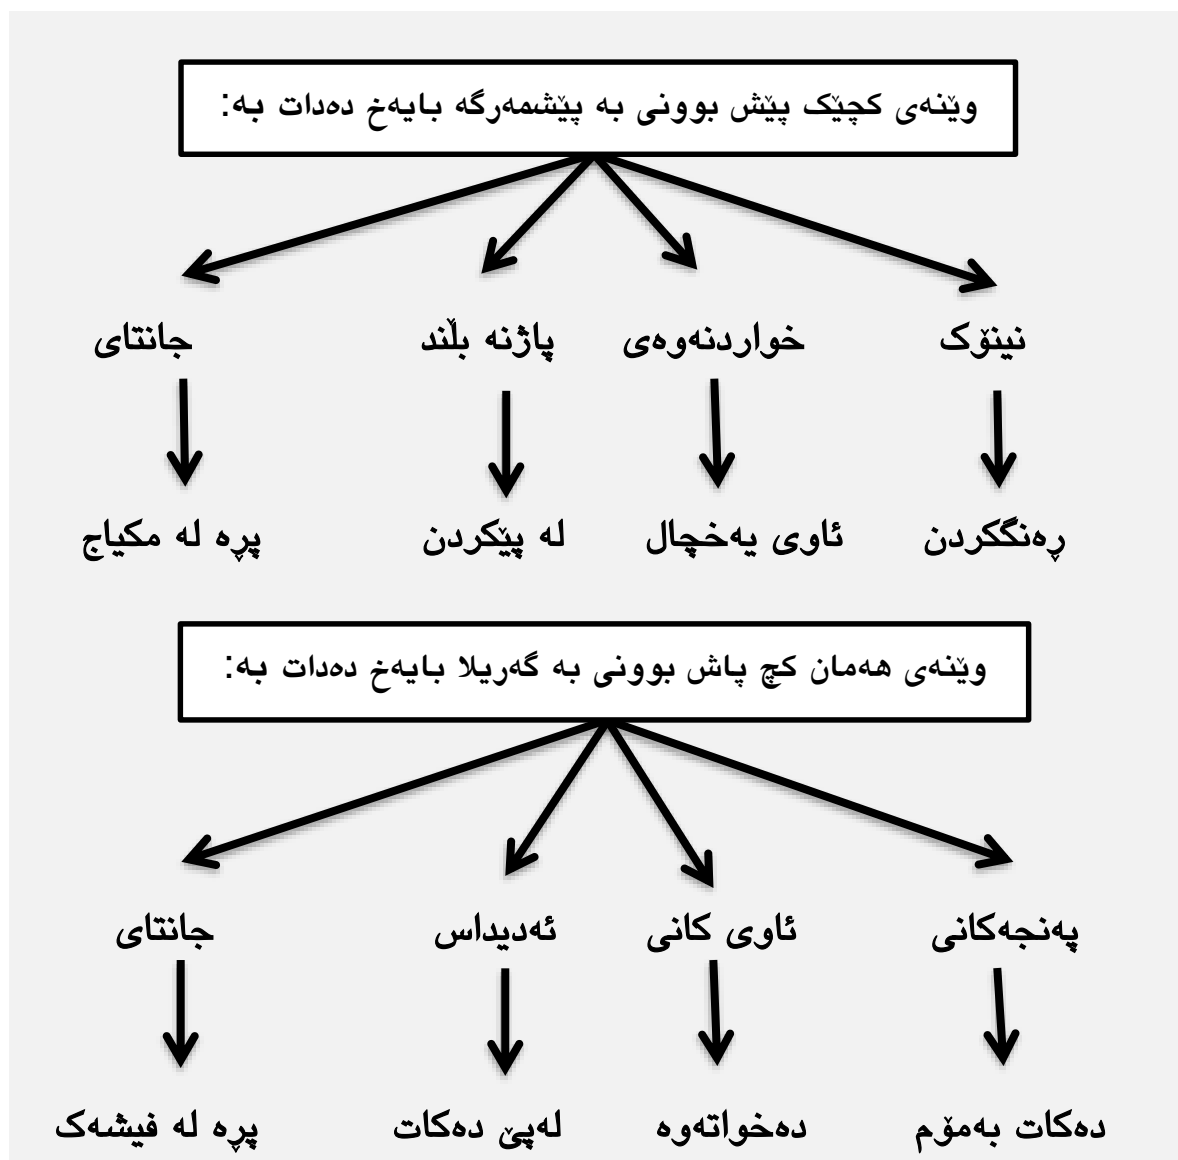 وێنەی کچێک پێش بوونی بە پێشمەرگە بایەخ دەدات بە:
نینۆک خواردنەوەی پاژنە بڵند جانتای
ڕەنگکردن ئاوی یەخچال لە پێکردن پڕە لە مکیاج
وێنەی هەمان کچ پاش بوونی بە گەریلا بایەخ دەدات بە:
پەنجەکانی ئاوی کانی ئەدیداس جانتای
دەکات بەمۆم دەخواتەوە لەپێ دەکات پڕە لە فیشەک